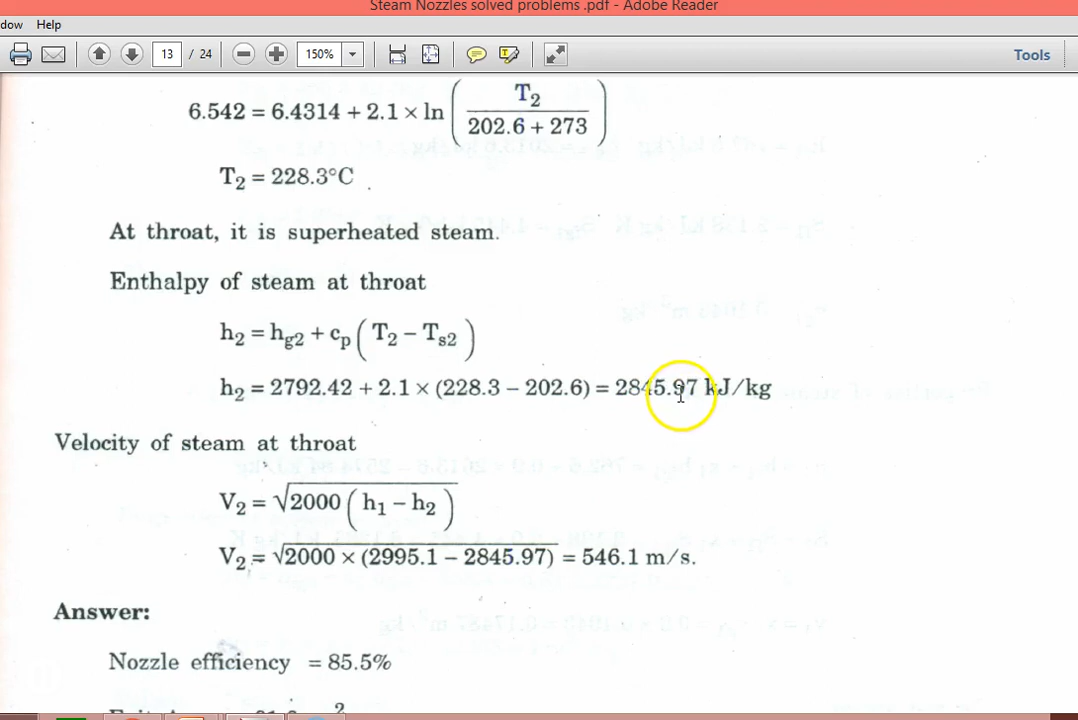 Steam Nozzles solved problems .pdf - Adobe Reader
dow Help
13 / 24 150% Tools
6.542 = 6.4314 + 2.1 × ln ( T₂ / 202.6 + 273 )
T₂ = 228.3°C .
At throat, it is superheated steam.
Enthalpy of steam at throat
h₂ = hg2 + cp ( T₂ − Ts2 )
h₂ = 2792.42 + 2.1 × (228.3 − 202.6) = 2845.97 kJ/kg
Velocity of steam at throat
V₂ = √2000 ( h₁ − h₂ )
V₂ = √2000 × (2995.1 − 2845.97) = 546.1 m/s.
Answer:
Nozzle efficiency = 85.5%